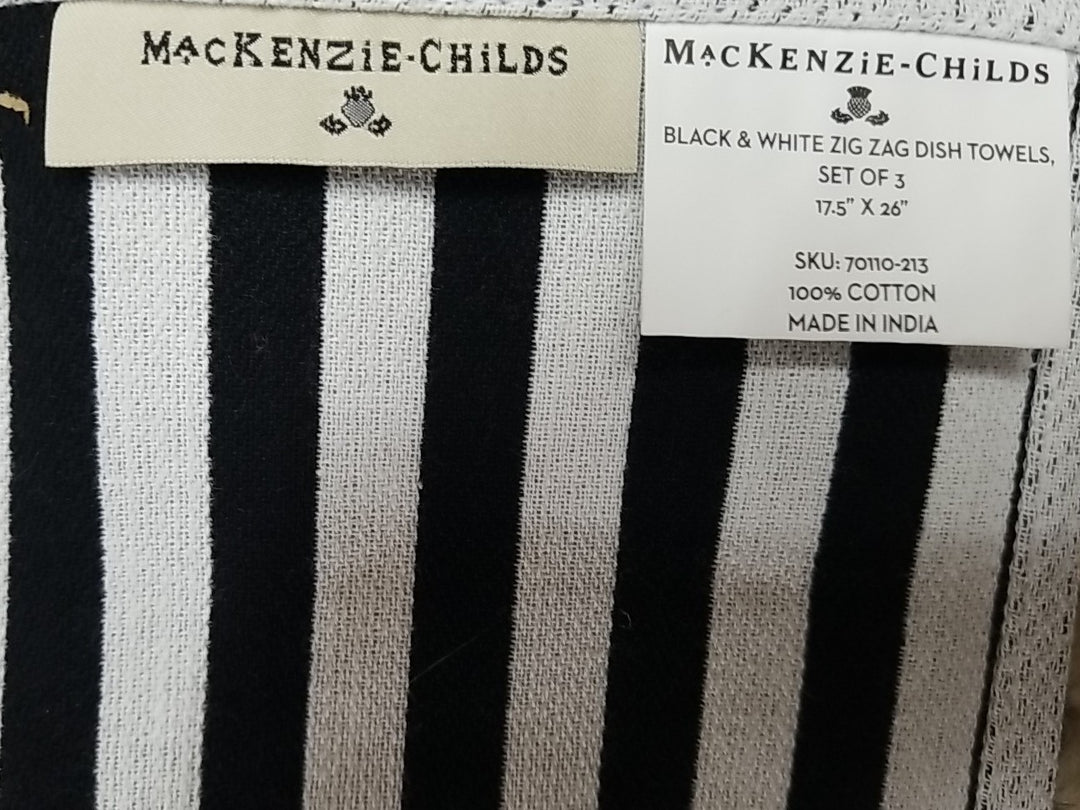 MACKENZiE-CHiLDS
MACKENZiE-CHiLDS
BLACK & WHITE ZIG ZAG DISH TOWELS,
SET OF 3
17.5" X 26"
SKU: 70110-213
100% COTTON
MADE IN INDIA